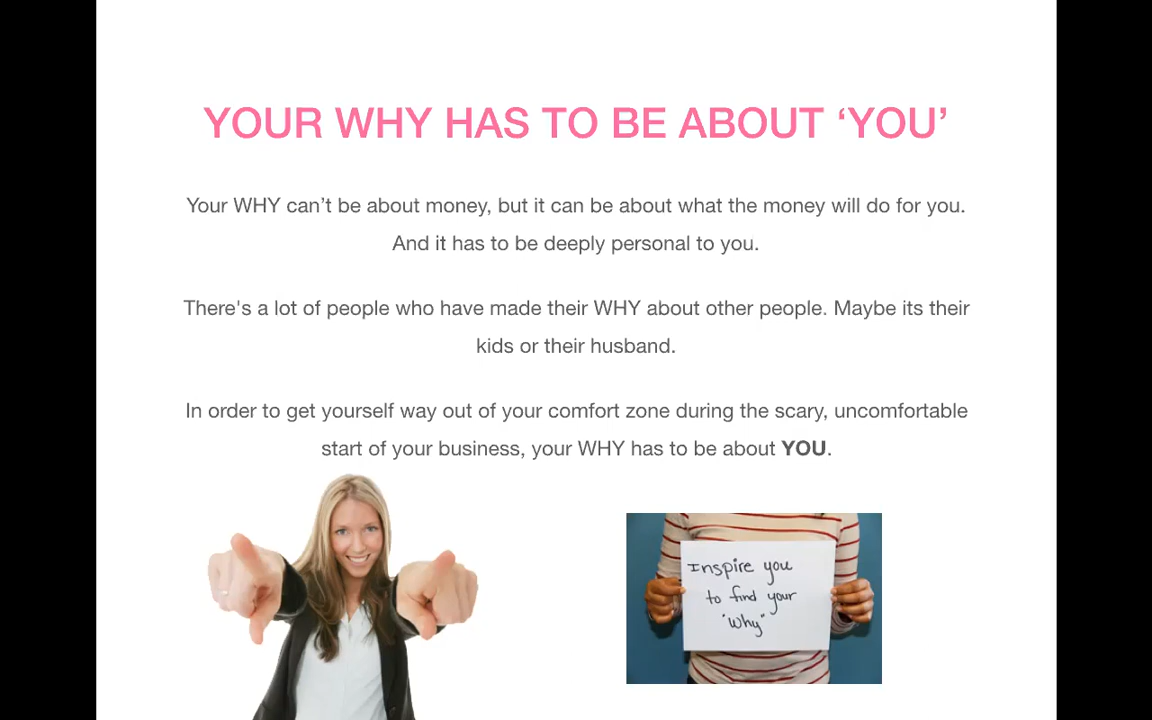 YOUR WHY HAS TO BE ABOUT ‘YOU’
Your WHY can’t be about money, but it can be about what the money will do for you.
And it has to be deeply personal to you.
There's a lot of people who have made their WHY about other people. Maybe its their
kids or their husband.
In order to get yourself way out of your comfort zone during the scary, uncomfortable
start of your business, your WHY has to be about YOU.
Inspire you
to find your
"Why"